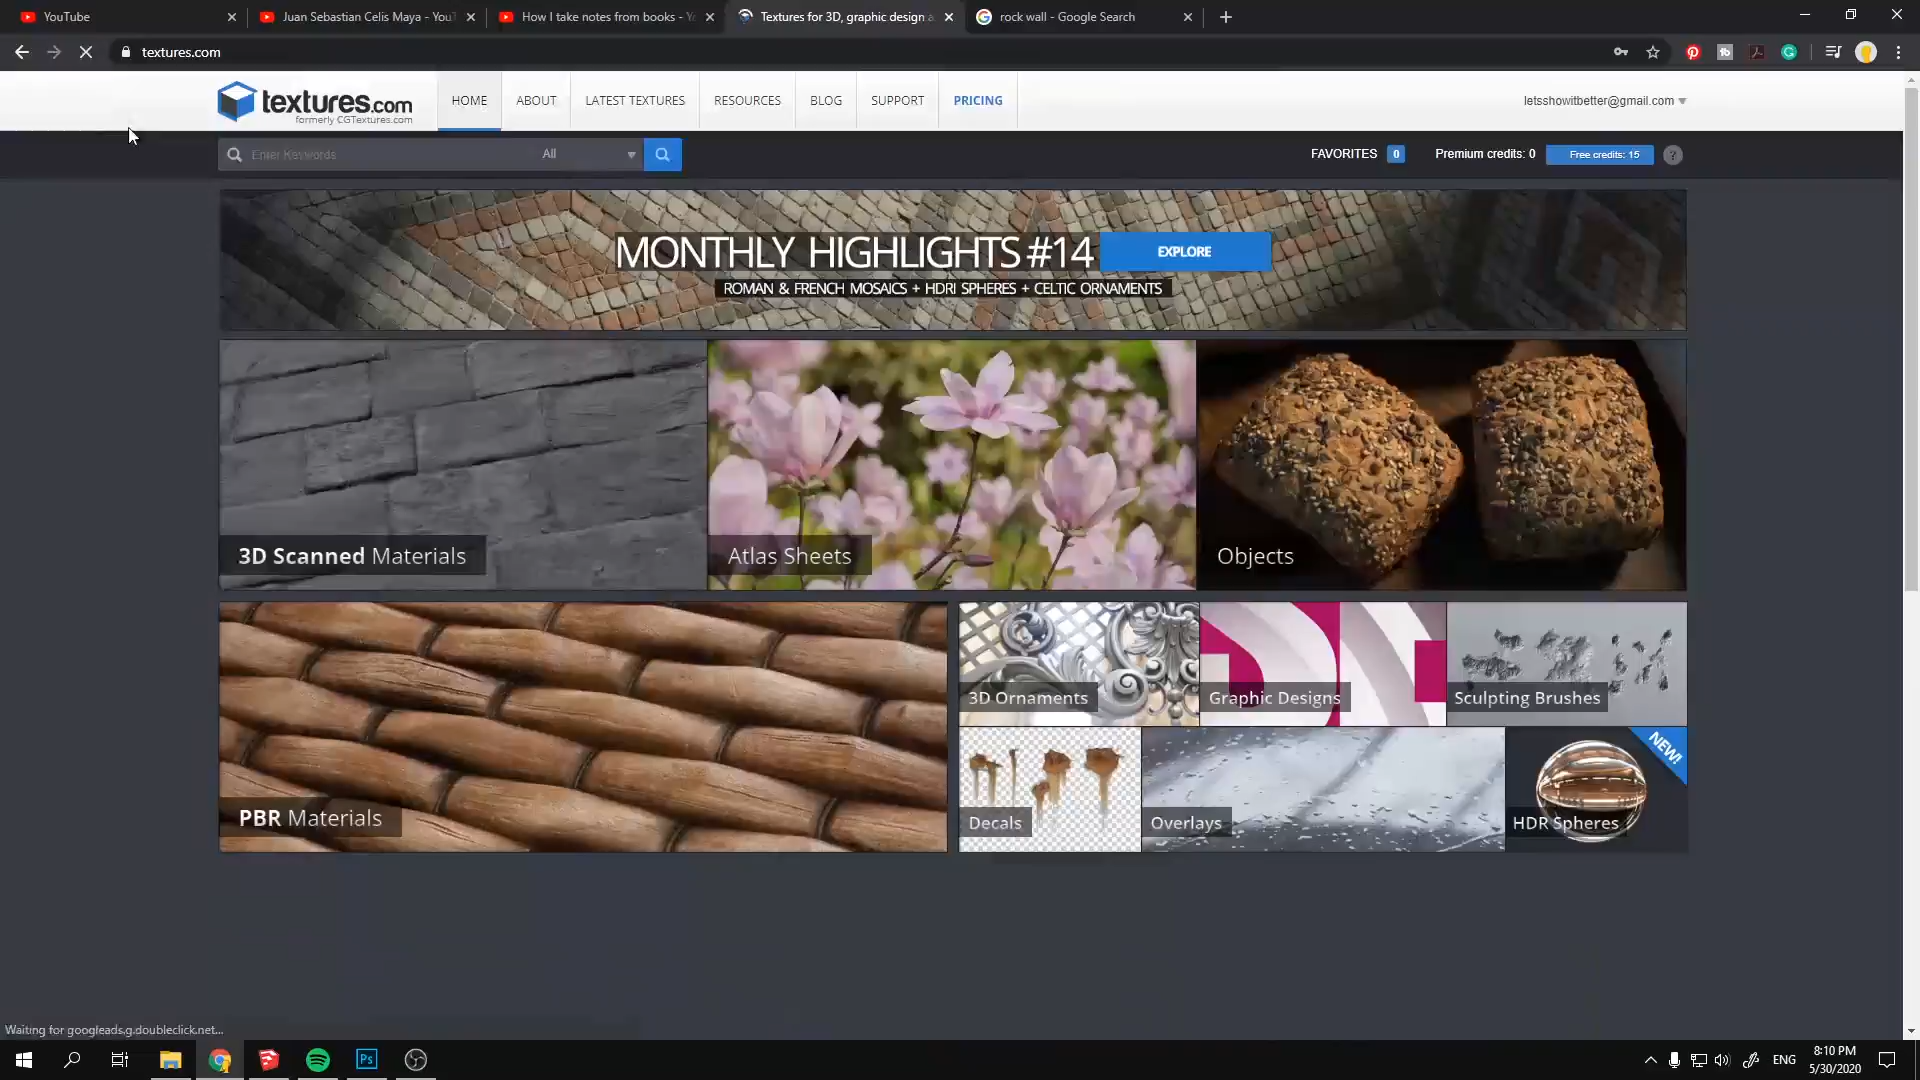 YouTube
Juan Sebastian Celis Maya - YouT
How I take notes from books - Y
Textures for 3D, graphic design a
rock wall - Google Search
textures.com
textures.com
formerly CGTextures.com
HOME
ABOUT
LATEST TEXTURES
RESOURCES
BLOG
SUPPORT
PRICING
letsshowitbetter@gmail.com
Enter Keywords
All
FAVORITES 0
Premium credits: 0
Free credits: 15
?
MONTHLY HIGHLIGHTS #14
EXPLORE
ROMAN & FRENCH MOSAICS + HDRI SPHERES + CELTIC ORNAMENTS
3D Scanned Materials
Atlas Sheets
Objects
PBR Materials
3D Ornaments
Graphic Designs
Sculpting Brushes
Decals
Overlays
HDR Spheres
NEW!
Waiting for googleads.g.doubleclick.net...
Ps
ENG
8:10 PM
5/30/2020